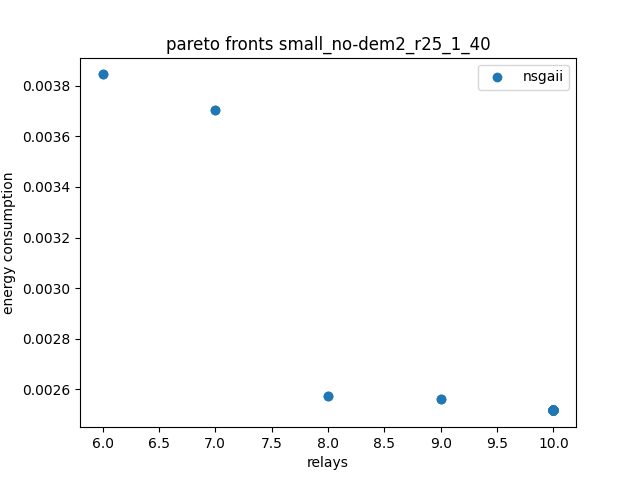 pareto fronts small_no-dem2_r25_1_40
nsgaii
energy consumption
0.0038
0.0036
0.0034
0.0032
0.0030
0.0028
0.0026
6.0 6.5 7.0 7.5 8.0 8.5 9.0 9.5 10.0
relays